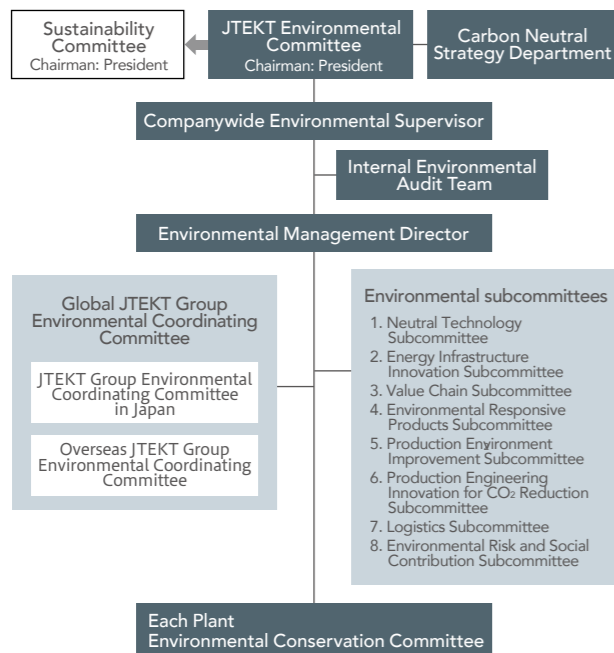 Sustainability
Committee
Chairman: President
JTEKT Environmental
Committee
Chairman: President
Carbon Neutral
Strategy Department
Companywide Environmental Supervisor
Internal Environmental
Audit Team
Environmental Management Director
Global JTEKT Group
Environmental Coordinating
Committee
JTEKT Group Environmental
Coordinating Committee
in Japan
Overseas JTEKT Group
Environmental Coordinating
Committee
Environmental subcommittees
1. Neutral Technology
Subcommittee
2. Energy Infrastructure
Innovation Subcommittee
3. Value Chain Subcommittee
4. Environmental Responsive
Products Subcommittee
5. Production Environment
Improvement Subcommittee
6. Production Engineering
Innovation for CO₂ Reduction
Subcommittee
7. Logistics Subcommittee
8. Environmental Risk and Social
Contribution Subcommittee
Each Plant
Environmental Conservation Committee